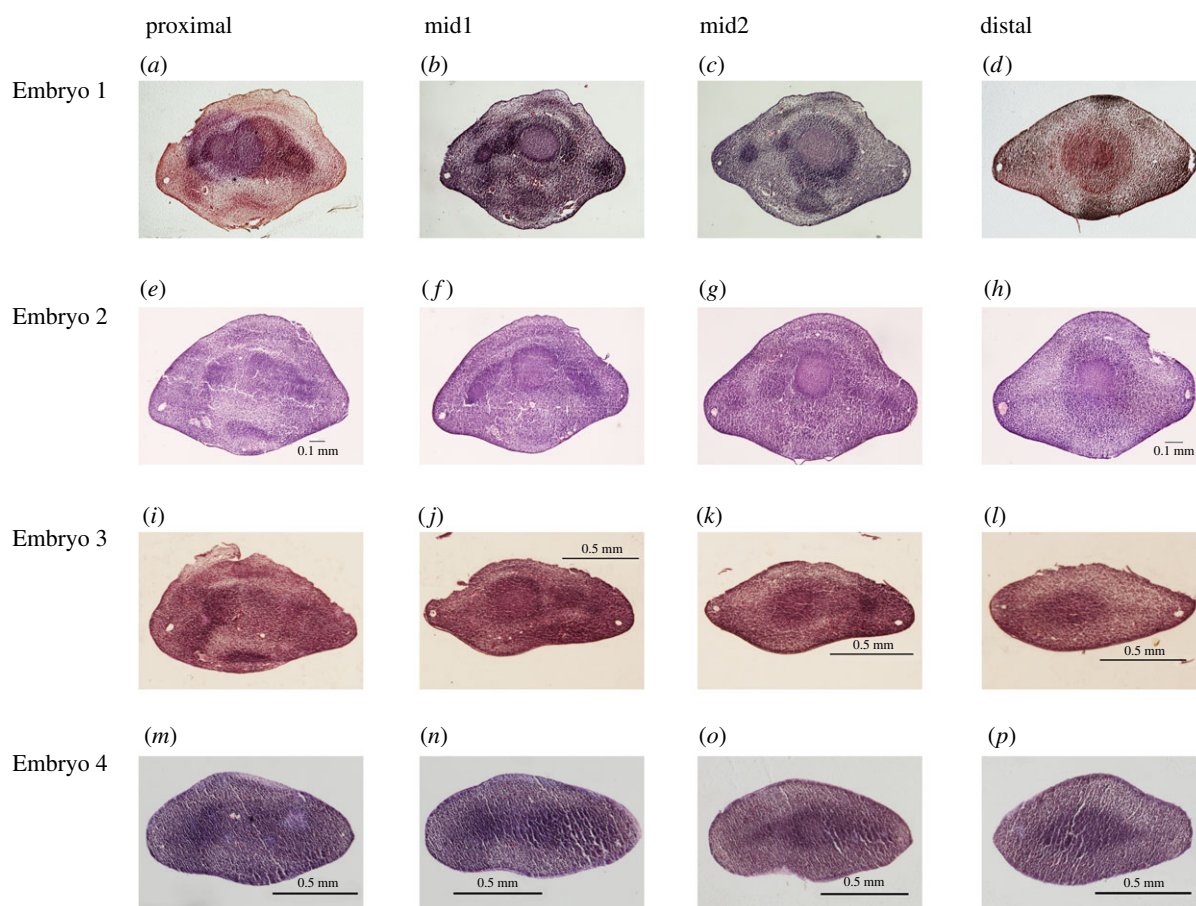 proximal mid1 mid2 distal
Embryo 1
(a) (b) (c) (d)
Embryo 2
(e) (f) (g) (h)
0.1 mm 0.1 mm
Embryo 3
(i) (j) (k) (l)
0.5 mm
0.5 mm 0.5 mm
Embryo 4
(m) (n) (o) (p)
0.5 mm 0.5 mm 0.5 mm 0.5 mm